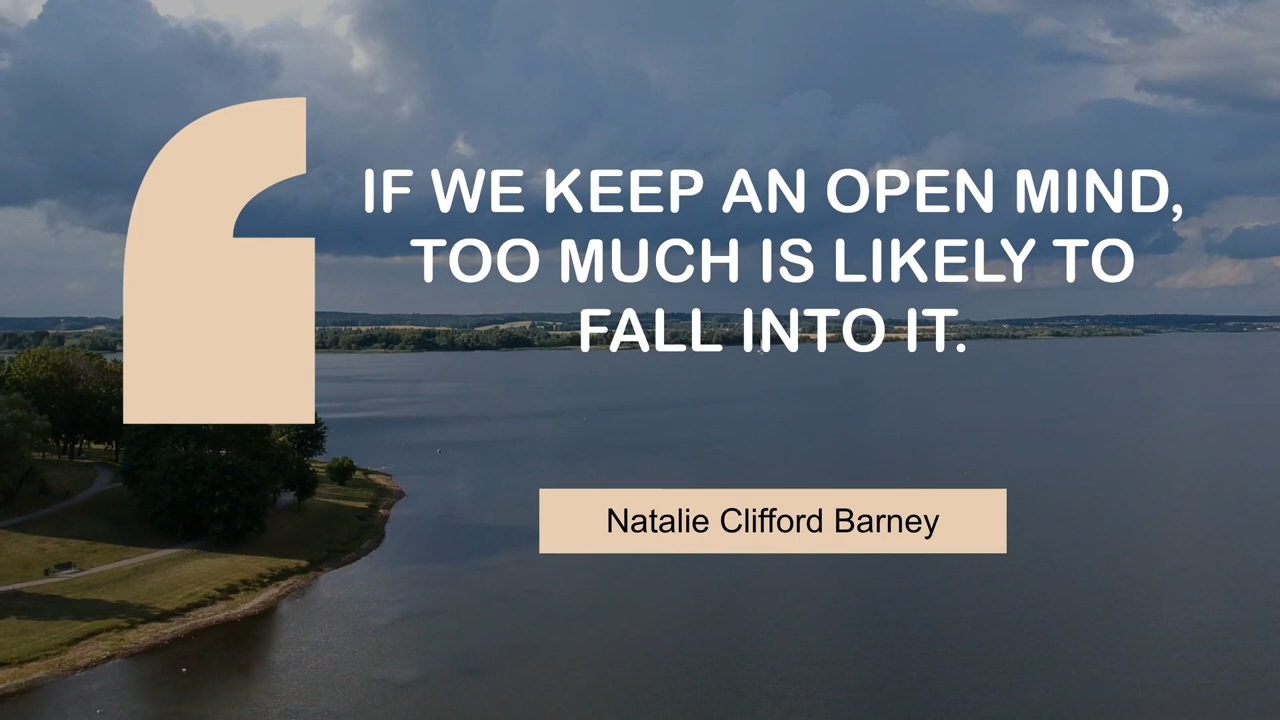 IF WE KEEP AN OPEN MIND,
TOO MUCH IS LIKELY TO
FALL INTO IT.
Natalie Clifford Barney